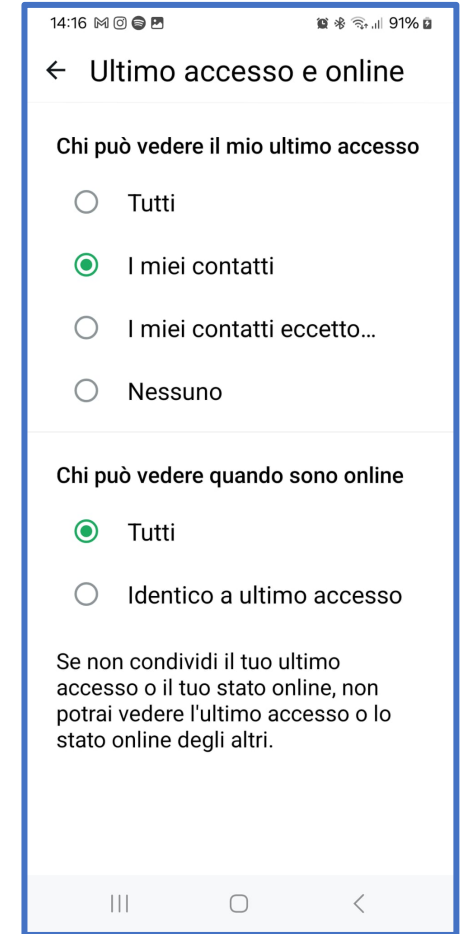 14:16 91%
Ultimo accesso e online
Chi può vedere il mio ultimo accesso
Tutti
I miei contatti
I miei contatti eccetto...
Nessuno
Chi può vedere quando sono online
Tutti
Identico a ultimo accesso
Se non condividi il tuo ultimo
accesso o il tuo stato online, non
potrai vedere l'ultimo accesso o lo
stato online degli altri.